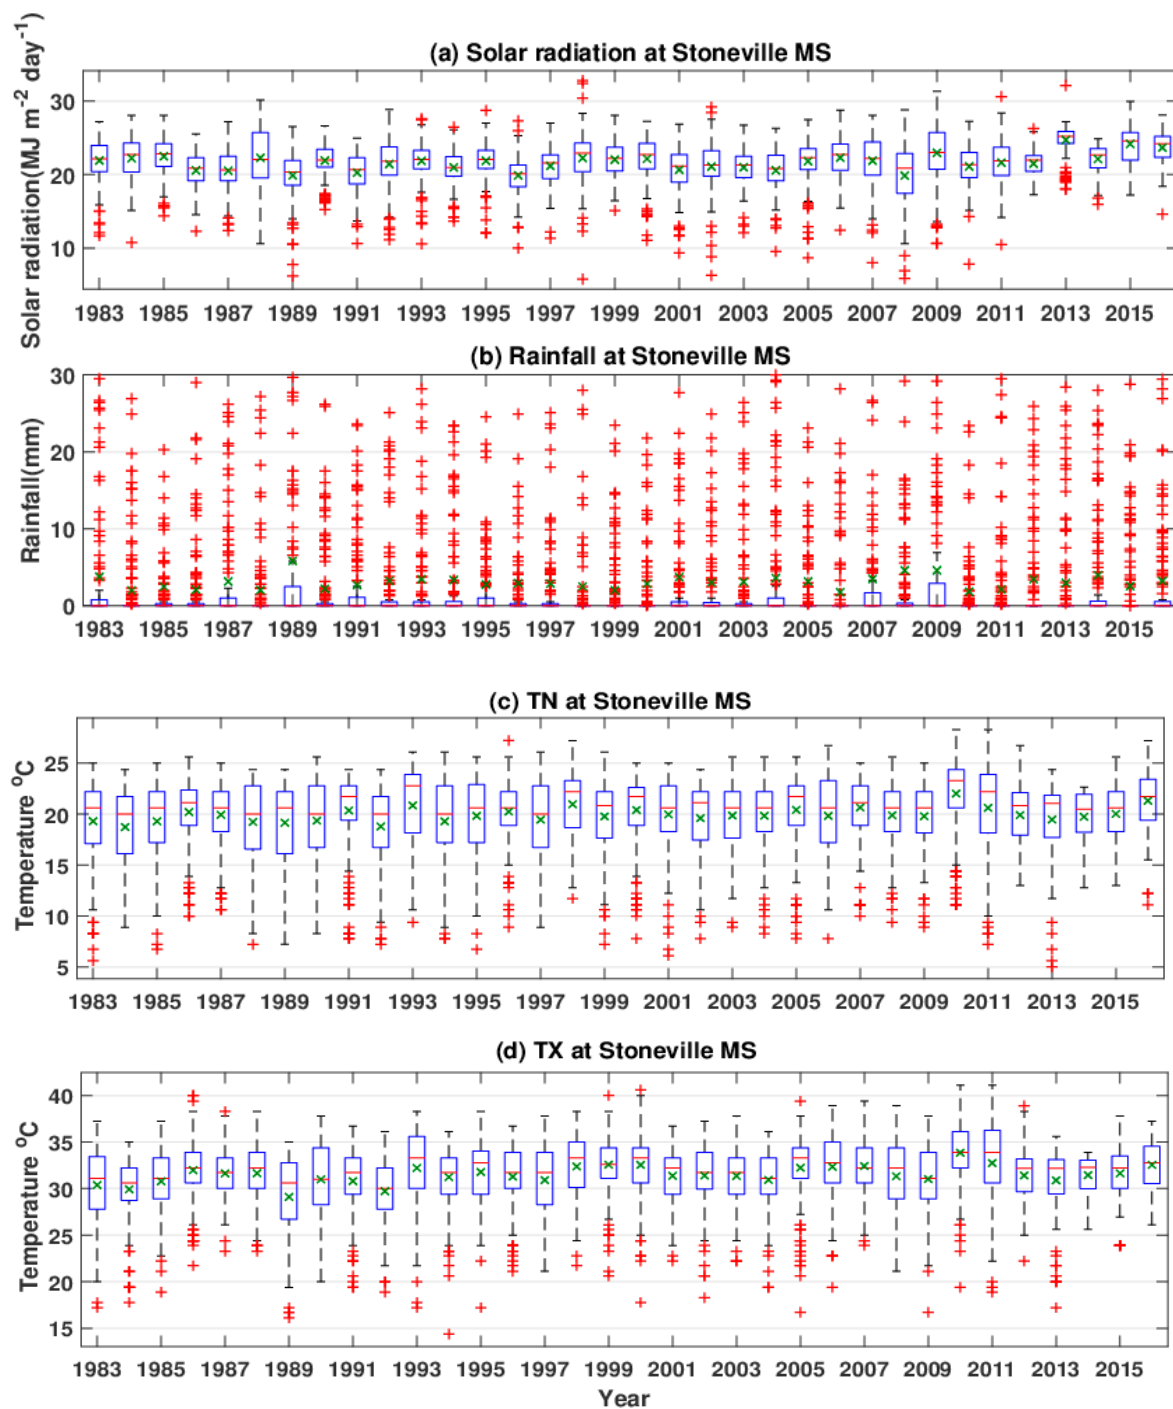 (a) Solar radiation at Stoneville MS
Solar radiation(MJ m⁻² day⁻¹)
30
20
10
1983 1985 1987 1989 1991 1993 1995 1997 1999 2001 2003 2005 2007 2009 2011 2013 2015
(b) Rainfall at Stoneville MS
Rainfall(mm)
30
20
10
0
1983 1985 1987 1989 1991 1993 1995 1997 1999 2001 2003 2005 2007 2009 2011 2013 2015
(c) TN at Stoneville MS
Temperature °C
25
20
15
10
5
1983 1985 1987 1989 1991 1993 1995 1997 1999 2001 2003 2005 2007 2009 2011 2013 2015
(d) TX at Stoneville MS
Temperature °C
40
35
30
25
20
15
1983 1985 1987 1989 1991 1993 1995 1997 1999 2001 2003 2005 2007 2009 2011 2013 2015
Year